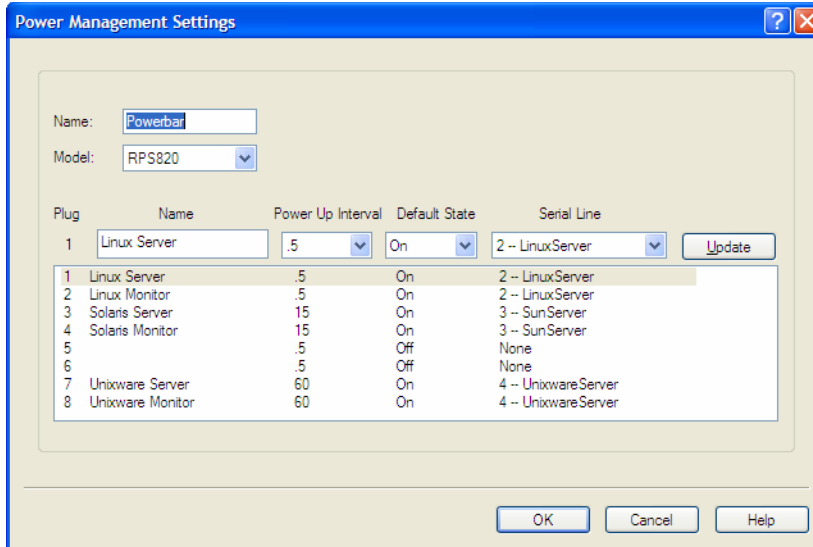 Power Management Settings
Name: Powerbar
Model: RPS820
Plug Name Power Up Interval Default State Serial Line
1 Linux Server .5 On 2 -- LinuxServer Update
1 Linux Server .5 On 2 -- LinuxServer
2 Linux Monitor .5 On 2 -- LinuxServer
3 Solaris Server 15 On 3 -- SunServer
4 Solaris Monitor 15 On 3 -- SunServer
5 .5 Off None
6 .5 Off None
7 Unixware Server 60 On 4 -- UnixwareServer
8 Unixware Monitor 60 On 4 -- UnixwareServer
OK Cancel Help